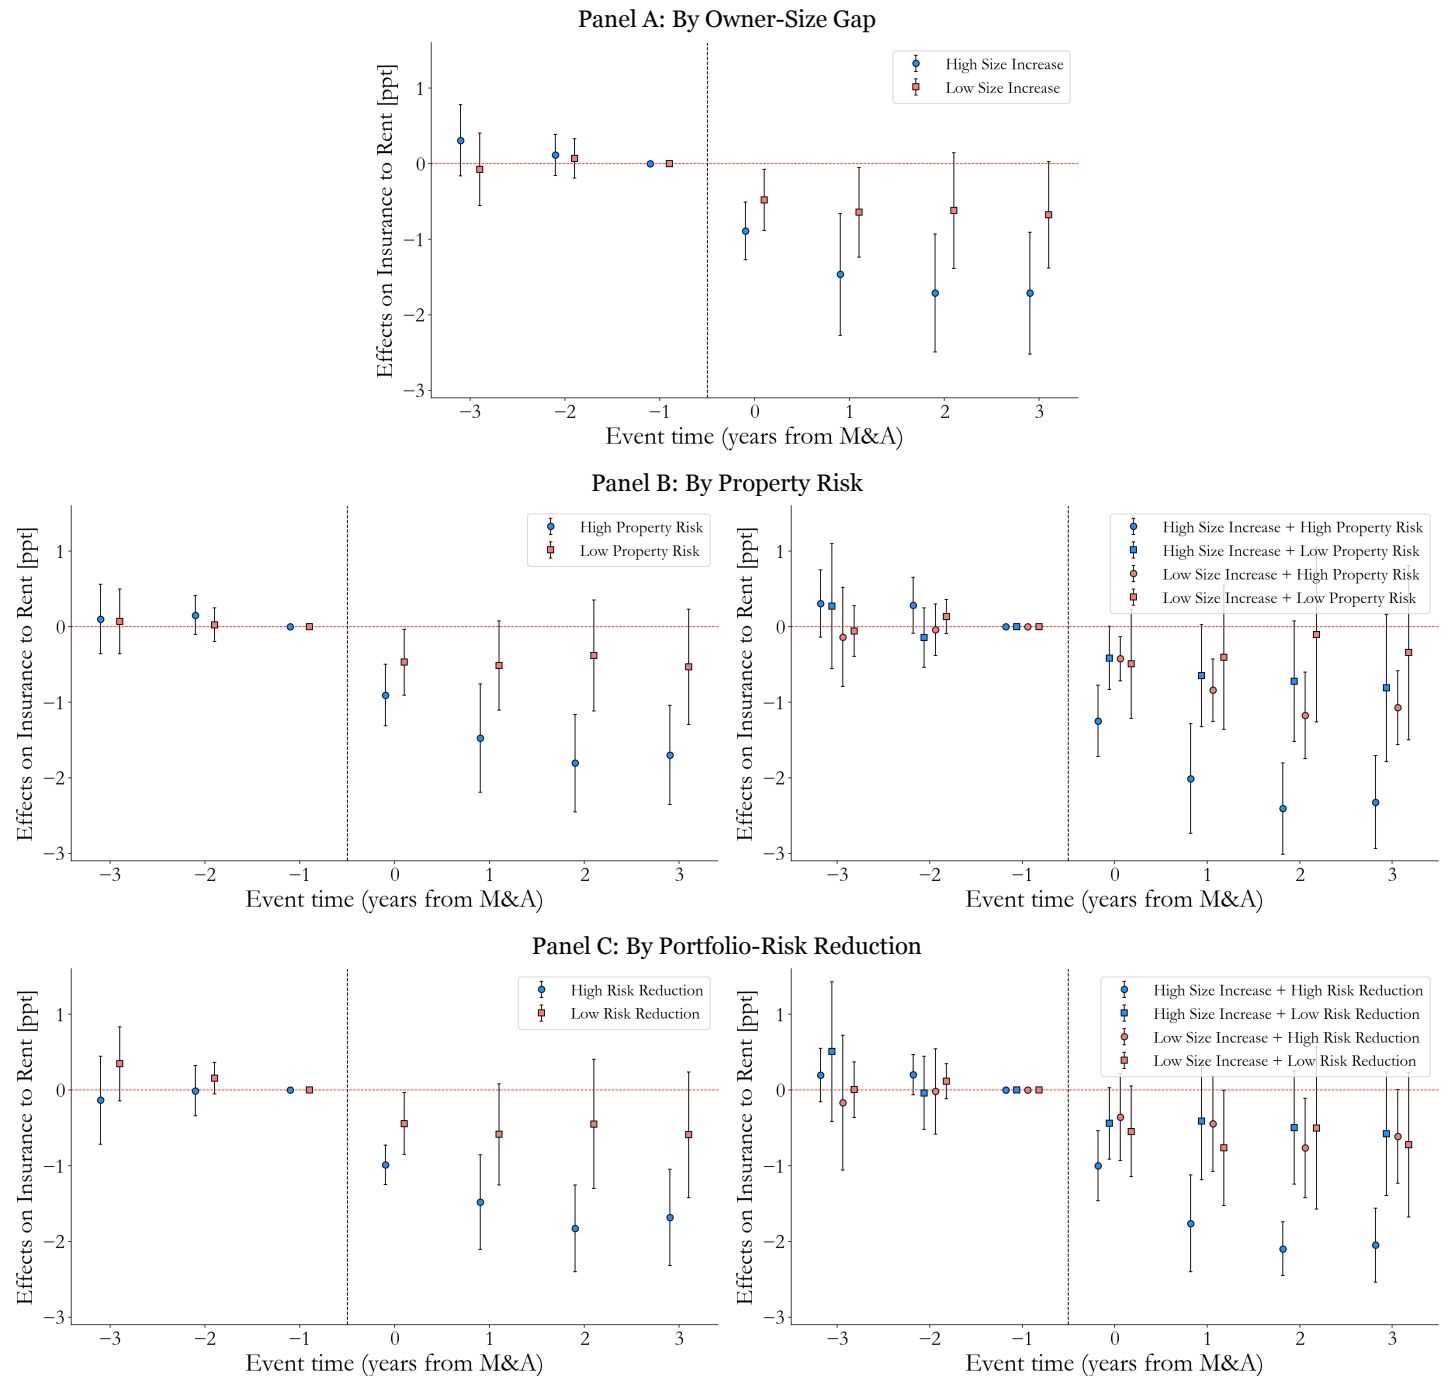 Panel A: By Owner-Size Gap
High Size Increase
Low Size Increase
Effects on Insurance to Rent [ppt]
1
0
−1
−2
−3
−3 −2 −1 0 1 2 3
Event time (years from M&A)
Panel B: By Property Risk
High Property Risk
Low Property Risk
Effects on Insurance to Rent [ppt]
1
0
−1
−2
−3
−3 −2 −1 0 1 2 3
Event time (years from M&A)
High Size Increase + High Property Risk
High Size Increase + Low Property Risk
Low Size Increase + High Property Risk
Low Size Increase + Low Property Risk
Effects on Insurance to Rent [ppt]
1
0
−1
−2
−3
−3 −2 −1 0 1 2 3
Event time (years from M&A)
Panel C: By Portfolio-Risk Reduction
High Risk Reduction
Low Risk Reduction
Effects on Insurance to Rent [ppt]
1
0
−1
−2
−3
−3 −2 −1 0 1 2 3
Event time (years from M&A)
High Size Increase + High Risk Reduction
High Size Increase + Low Risk Reduction
Low Size Increase + High Risk Reduction
Low Size Increase + Low Risk Reduction
Effects on Insurance to Rent [ppt]
1
0
−1
−2
−3
−3 −2 −1 0 1 2 3
Event time (years from M&A)